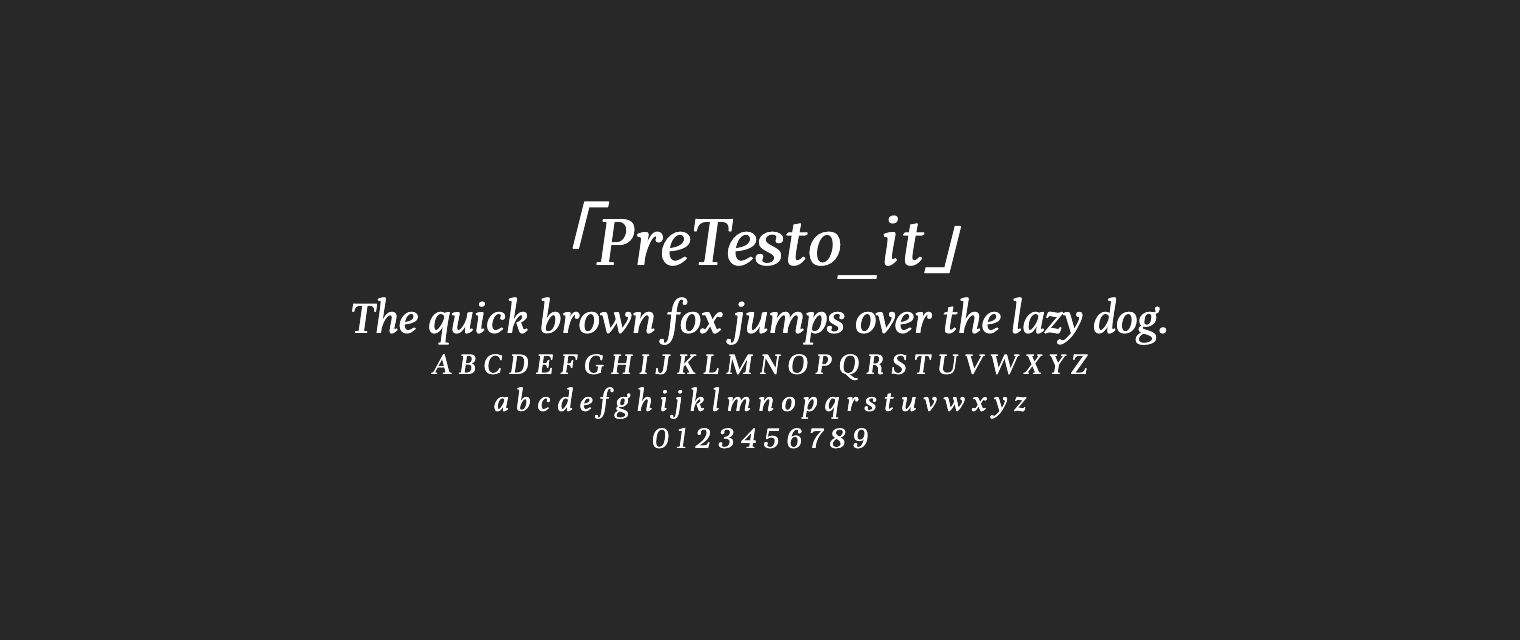 「PreTesto_it」
The quick brown fox jumps over the lazy dog.
A B C D E F G H I J K L M N O P Q R S T U V W X Y Z
a b c d e f g h i j k l m n o p q r s t u v w x y z
0 1 2 3 4 5 6 7 8 9